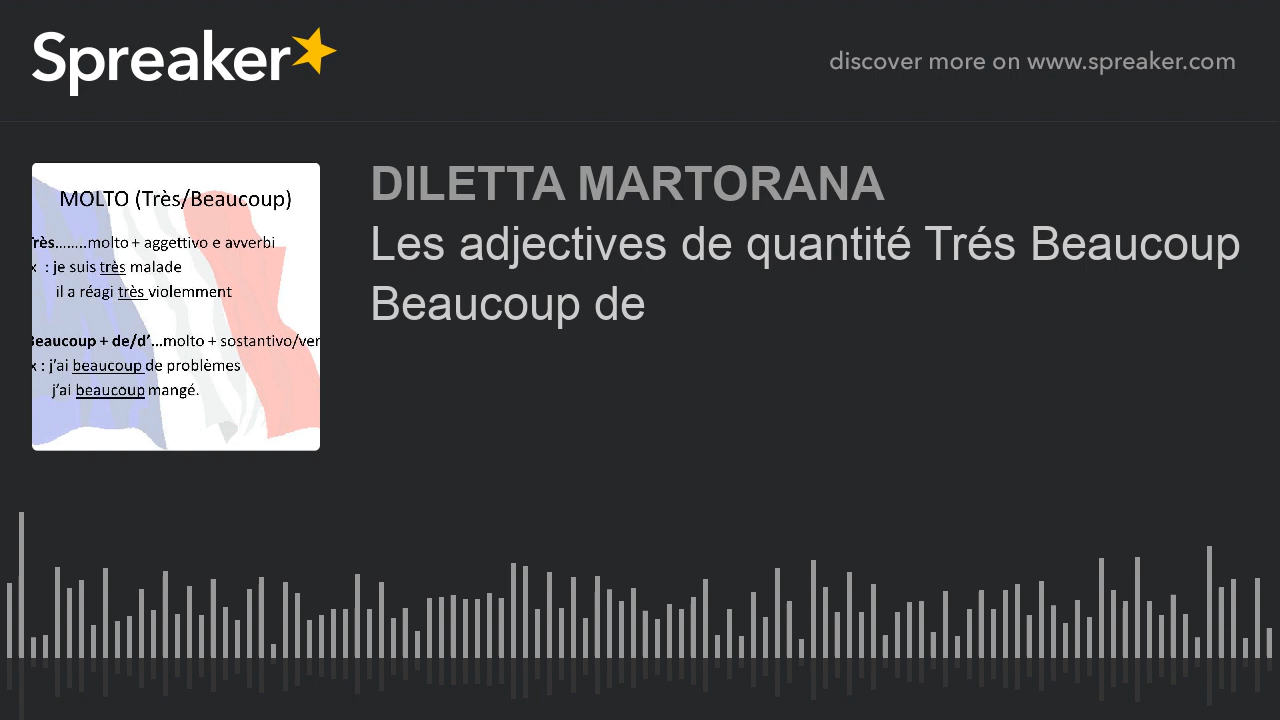 Spreaker
discover more on www.spreaker.com
DILETTA MARTORANA
Les adjectives de quantité Trés Beaucoup
Beaucoup de
MOLTO (Très/Beaucoup)
Très........molto + aggettivo e avverbi
x : je suis très malade
il a réagi très violemment
Beaucoup + de/d’...molto + sostantivo/ver
x : j’ai beaucoup de problèmes
j’ai beaucoup mangé.